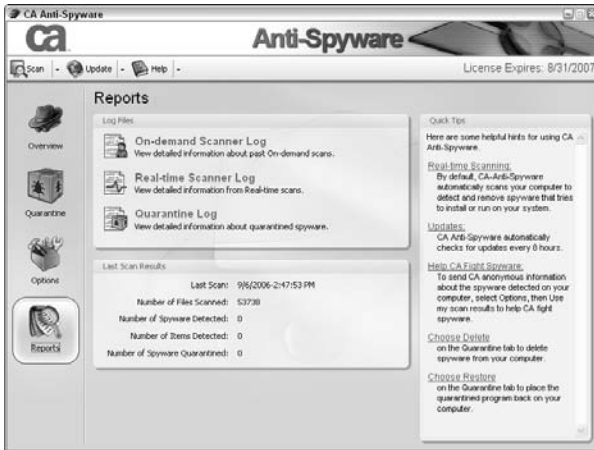 CA Anti-Spyware
ca
Anti-Spyware
Scan
Update
Help
License Expires: 8/31/2007
Overview
Quarantine
Options
Reports
Reports
Log Files
On-demand Scanner Log
View detailed information about past On-demand scans.
Real-time Scanner Log
View detailed information from Real-time scans.
Quarantine Log
View detailed information about quarantined spyware.
Last Scan Results
Last Scan: 9/6/2006-2:47:53 PM
Number of Files Scanned: 53738
Number of Spyware Detected: 0
Number of Items Detected: 0
Number of Spyware Quarantined: 0
Quick Tips
Here are some helpful hints for using CA
Anti-Spyware.
Real-time Scanning:
By default, CA-Anti-Spyware
automatically scans your computer to
detect and remove spyware that tries
to install or run on your system.
Updates:
CA Anti-Spyware automatically
checks for updates every 8 hours.
Help CA Fight Spyware:
To send CA anonymous information
about the spyware detected on your
computer, select Options, then Use
my scan results to help CA fight
spyware.
Choose Delete
on the Quarantine tab to delete
spyware from your computer.
Choose Restore
on the Quarantine tab to place the
quarantined program back on your
computer.